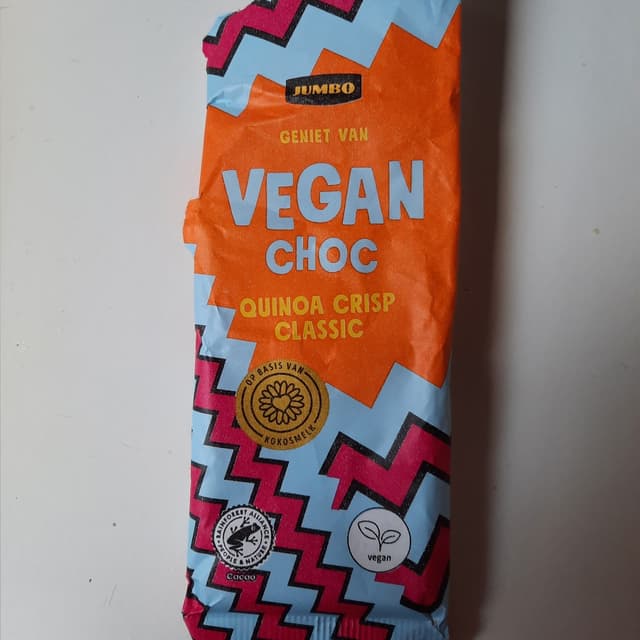 JUMBO
GENIET VAN
VEGAN
CHOC
QUINOA CRISP
CLASSIC
OP BASIS VAN
KOKOSMELK
RAINFOREST ALLIANCE
PEOPLE & NATURE
Cocoa
vegan